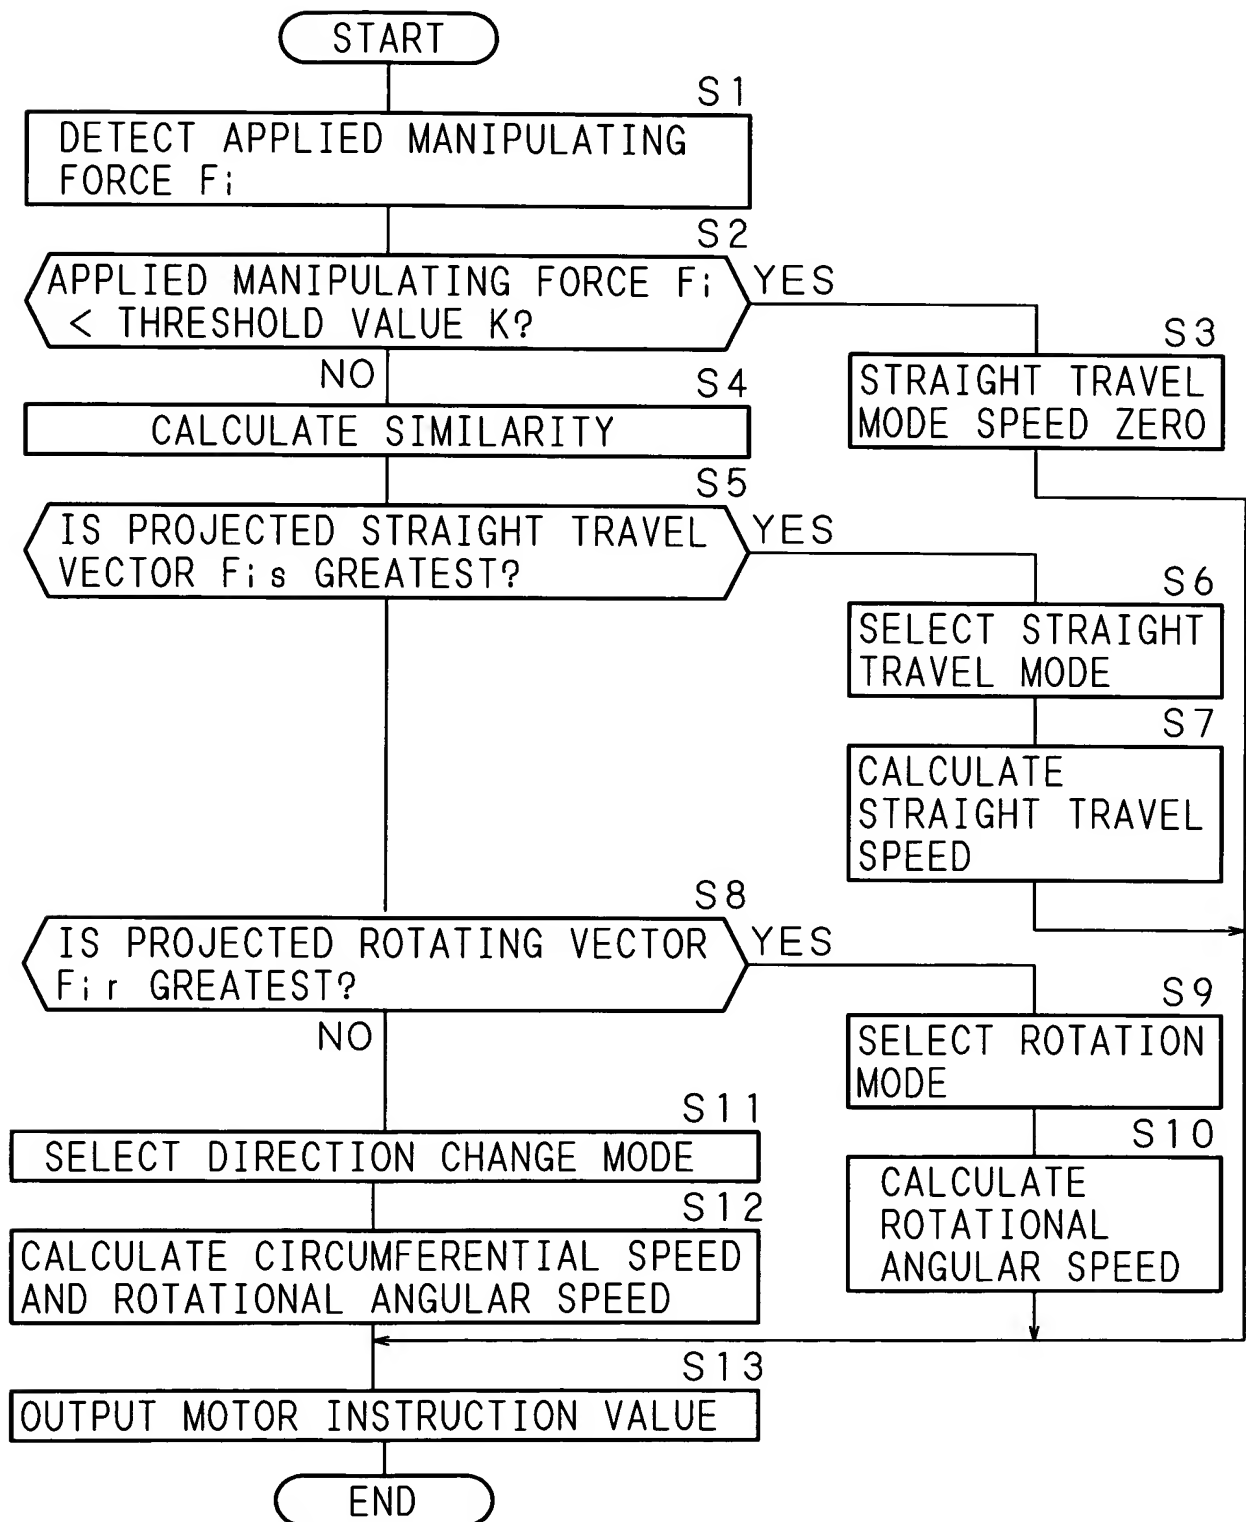 START
S1
DETECT APPLIED MANIPULATING
FORCE Fi
S2
APPLIED MANIPULATING FORCE Fi
< THRESHOLD VALUE K?
YES
NO
S3
STRAIGHT TRAVEL
MODE SPEED ZERO
S4
CALCULATE SIMILARITY
S5
IS PROJECTED STRAIGHT TRAVEL
VECTOR Fis GREATEST?
YES
S6
SELECT STRAIGHT
TRAVEL MODE
S7
CALCULATE
STRAIGHT TRAVEL
SPEED
S8
IS PROJECTED ROTATING VECTOR
Fir GREATEST?
YES
NO
S9
SELECT ROTATION
MODE
S10
CALCULATE
ROTATIONAL
ANGULAR SPEED
S11
SELECT DIRECTION CHANGE MODE
S12
CALCULATE CIRCUMFERENTIAL SPEED
AND ROTATIONAL ANGULAR SPEED
S13
OUTPUT MOTOR INSTRUCTION VALUE
END